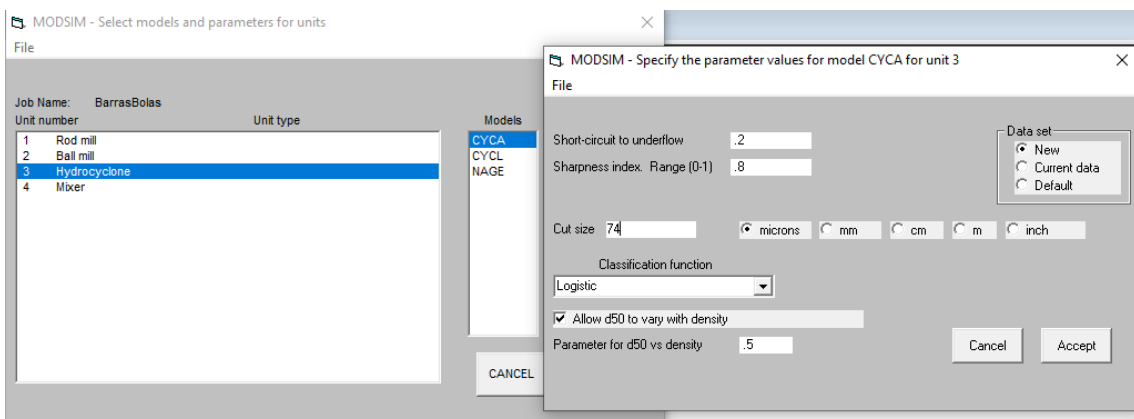 MODSIM - Select models and parameters for units
File
Job Name: BarrasBolas
Unit number Unit type Models
1 Rod mill
2 Ball mill
3 Hydrocyclone
4 Mixer
CYCA
CYCL
NAGE
CANCEL
MODSIM - Specify the parameter values for model CYCA for unit 3
File
Short-circuit to underflow .2
Sharpness index. Range (0-1) .8
Data set
New
Current data
Default
Cut size 74 microns mm cm m inch
Classification function
Logistic
Allow d50 to vary with density
Parameter for d50 vs density .5
Cancel Accept